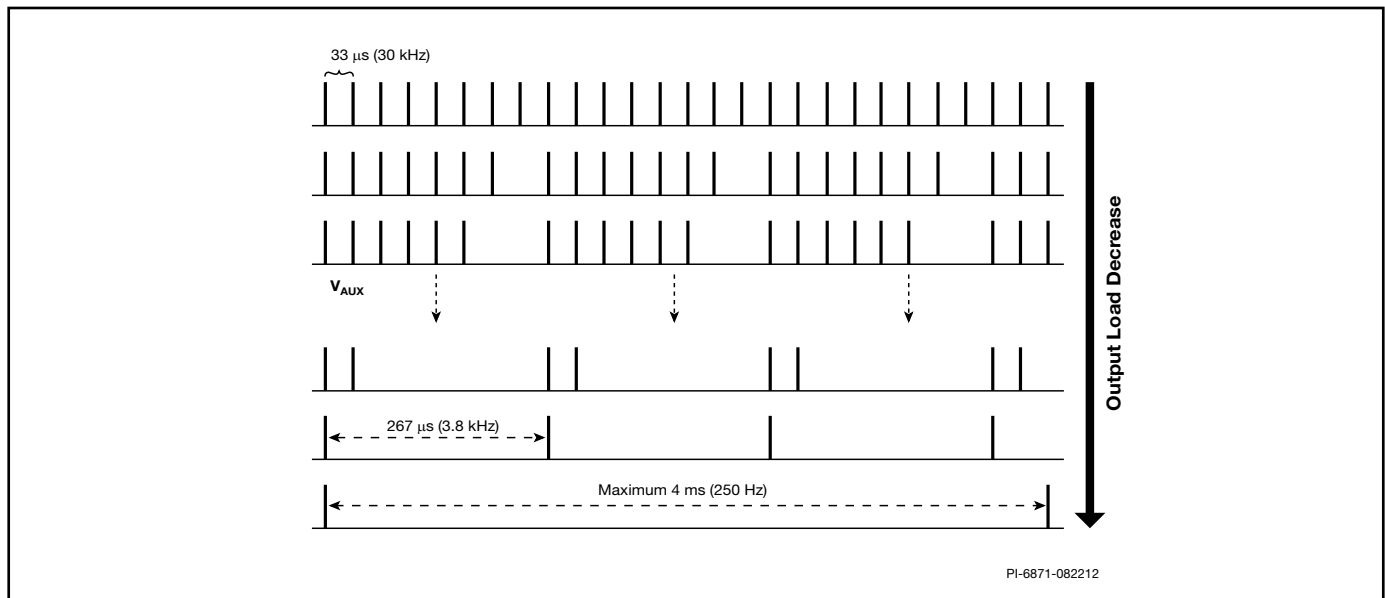 33 μs (30 kHz)
V_AUX
267 μs (3.8 kHz)
Maximum 4 ms (250 Hz)
Output Load Decrease
PI-6871-082212